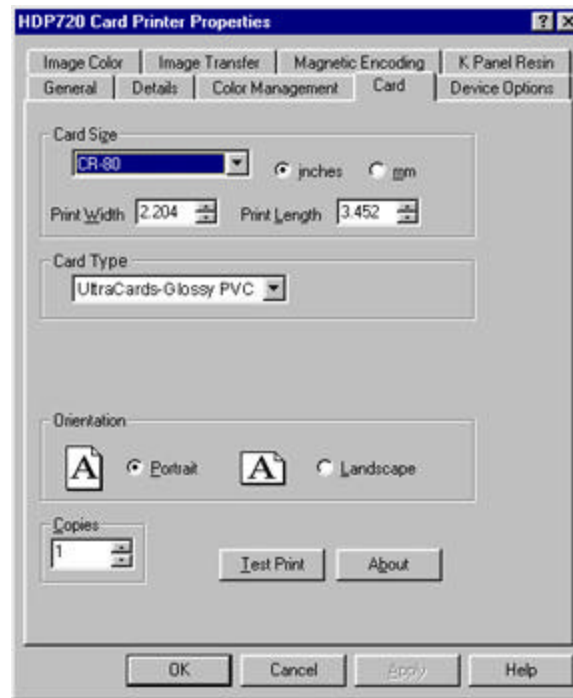 HDP720 Card Printer Properties ? X
Image Color Image Transfer Magnetic Encoding K Panel Resin
General Details Color Management Card Device Options
Card Size
CR-80 inches mm
Print Width 2.204 Print Length 3.452
Card Type
UltraCards-Glossy PVC
Orientation
A Portrait A Landscape
Copies
1
Test Print About
OK Cancel Apply Help